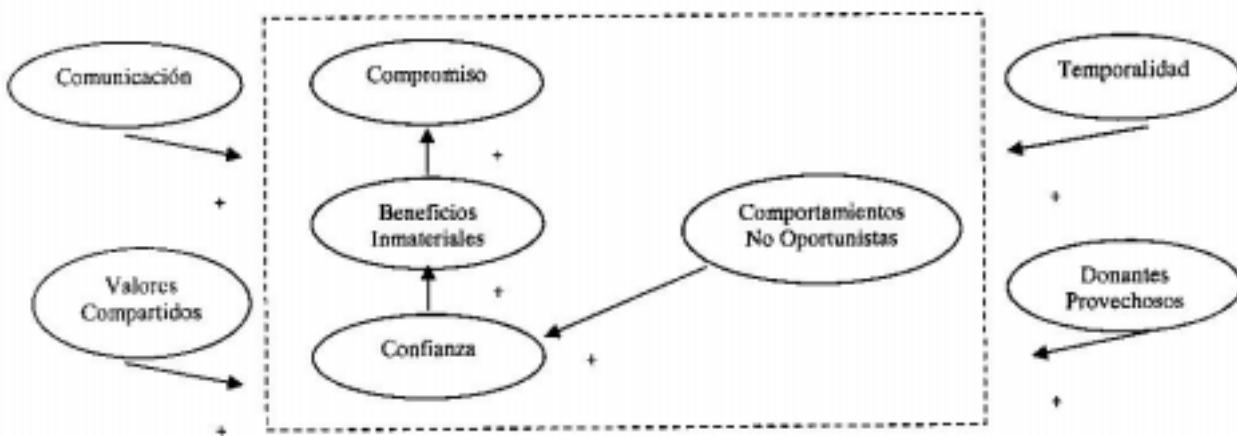 Comunicación
Compromiso
Temporalidad
+
+
+
Beneficios
Inmateriales
Comportamientos
No Oportunistas
Valores
Compartidos
Donantes
Provechosos
+
Confianza
+
+
+